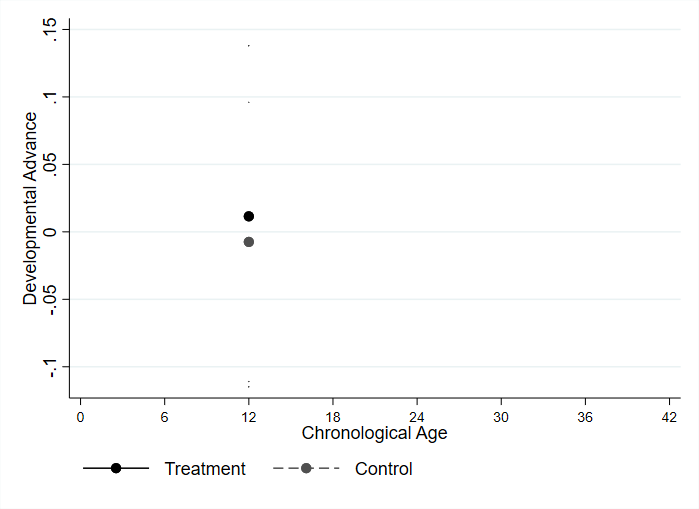 Developmental Advance
.15
.1
.05
0
-.05
-.1
0 6 12 18 24 30 36 42
Chronological Age
Treatment Control